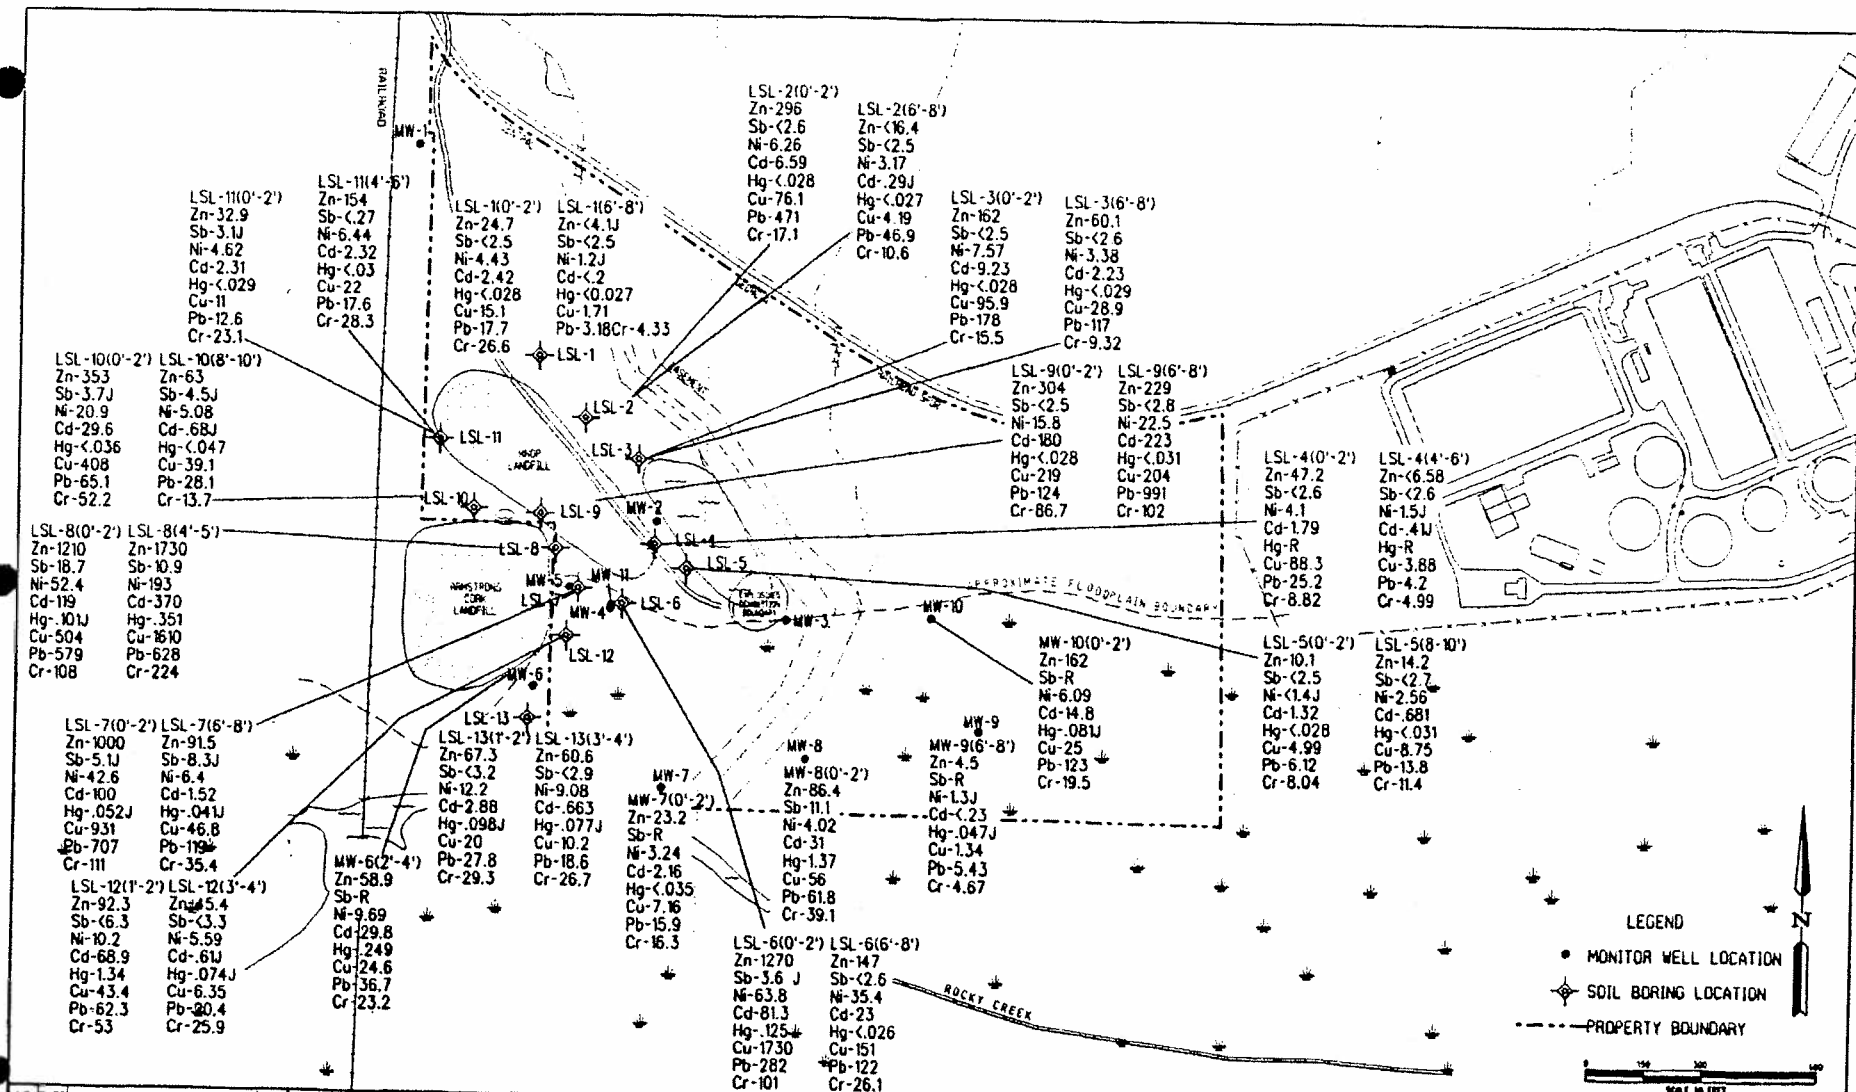 RAILROAD
MW-1
LSL-2(0'-2')
Zn-296
Sb-<2.6
Ni-6.26
Cd-6.59
Hg-<.028
Cu-76.1
Pb-471
Cr-17.1
LSL-2(6'-8')
Zn-<16.4
Sb-<2.5
Ni-3.17
Cd-.29J
Hg-<.027
Cu-4.19
Pb-46.9
Cr-10.6
LSL-11(0'-2')
Zn-32.9
Sb-3.1J
Ni-4.62
Cd-2.31
Hg-<.029
Cu-11
Pb-12.6
Cr-23.1
LSL-11(4'-6')
Zn-154
Sb-<.27
Ni-6.44
Cd-2.32
Hg-<.03
Cu-22
Pb-17.6
Cr-28.3
LSL-1(0'-2')
Zn-24.7
Sb-<2.5
Ni-4.43
Cd-2.42
Hg-<.028
Cu-15.1
Pb-17.7
Cr-26.6
LSL-1(6'-8')
Zn-<4.1J
Sb-<2.5
Ni-1.2J
Cd-<.2
Hg-<0.027
Cu-1.71
Pb-3.18Cr-4.33
LSL-3(0'-2')
Zn-162
Sb-<2.5
Ni-7.57
Cd-9.23
Hg-<.028
Cu-95.9
Pb-178
Cr-15.5
LSL-3(6'-8')
Zn-60.1
Sb-<2.6
Ni-3.38
Cd-2.23
Hg-<.029
Cu-28.9
Pb-117
Cr-9.32
LSL-10(0'-2')
Zn-353
Sb-3.7J
Ni-20.9
Cd-29.6
Hg-<.036
Cu-408
Pb-65.1
Cr-52.2
LSL-10(8'-10')
Zn-63
Sb-4.5J
Ni-5.08
Cd-.68J
Hg-<.047
Cu-39.1
Pb-28.1
Cr-13.7
LSL-9(0'-2')
Zn-304
Sb-<2.5
Ni-15.8
Cd-180
Hg-<.028
Cu-219
Pb-124
Cr-86.7
LSL-9(6'-8')
Zn-229
Sb-<2.8
Ni-22.5
Cd-223
Hg-<.031
Cu-204
Pb-991
Cr-102
LSL-1
EASEMENT
LSL-2
LSL-11
LSL-3
LANDFILL
LSL-10
LSL-9
MW-2
LSL-4
LSL-8
LSL-5
MW-5
MW-11
LSL-7
MW-4
LSL-6
ARMSTRONG
CORK
LANDFILL
BOUNDARY
MW-3
MW-10
APPROXIMATE FLOODPLAIN BOUNDARY
LSL-12
MW-6
LSL-13
LSL-4(0'-2')
Zn-47.2
Sb-<2.6
Ni-4.1
Cd-1.79
Hg-R
Cu-88.3
Pb-25.2
Cr-8.82
LSL-4(4'-6')
Zn-<6.58
Sb-<2.6
Ni-1.5J
Cd-.41J
Hg-R
Cu-3.88
Pb-4.2
Cr-4.99
LSL-8(0'-2')
Zn-1210
Sb-18.7
Ni-52.4
Cd-119
Hg-.101J
Cu-504
Pb-579
Cr-108
LSL-8(4'-5')
Zn-1730
Sb-10.9
Ni-193
Cd-370
Hg-.351
Cu-1610
Pb-628
Cr-224
MW-10(0'-2')
Zn-162
Sb-R
Ni-6.09
Cd-14.8
Hg-.081J
Cu-25
Pb-123
Cr-19.5
LSL-5(0'-2')
Zn-10.1
Sb-<2.5
Ni-<1.4J
Cd-1.32
Hg-<.028
Cu-4.99
Pb-6.12
Cr-8.04
LSL-5(8-10')
Zn-14.2
Sb-<2.7
Ni-2.56
Cd-.681
Hg-<.031
Cu-8.75
Pb-13.8
Cr-11.4
LSL-7(0'-2')
Zn-1000
Sb-5.1J
Ni-42.6
Cd-100
Hg-.052J
Cu-931
Pb-707
Cr-111
LSL-7(6'-8')
Zn-91.5
Sb-8.3J
Ni-6.4
Cd-1.52
Hg-.041J
Cu-46.8
Pb-119
Cr-35.4
LSL-13(1'-2')
Zn-67.3
Sb-<3.2
Ni-12.2
Cd-2.88
Hg-.098J
Cu-20
Pb-27.8
Cr-29.3
LSL-13(3'-4')
Zn-60.6
Sb-<2.9
Ni-9.08
Cd-.663
Hg-.077J
Cu-10.2
Pb-18.6
Cr-26.7
MW-7
MW-7(0'-2')
Zn-23.2
Sb-R
Ni-3.24
Cd-2.16
Hg-<.035
Cu-7.16
Pb-15.9
Cr-16.3
MW-8
MW-8(0'-2')
Zn-86.4
Sb-11.1
Ni-4.02
Cd-31
Hg-1.37
Cu-56
Pb-61.8
Cr-39.1
MW-9
MW-9(6'-8')
Zn-4.5
Sb-R
Ni-1.3J
Cd-<.23
Hg-.047J
Cu-1.34
Pb-5.43
Cr-4.67
LSL-12(1'-2')
Zn-92.3
Sb-<6.3
Ni-10.2
Cd-68.9
Hg-1.34
Cu-43.4
Pb-62.3
Cr-53
LSL-12(3'-4')
Zn-45.4
Sb-<3.3
Ni-5.59
Cd-.61J
Hg-.074J
Cu-6.35
Pb-20.4
Cr-25.9
MW-6(2'-4')
Zn-58.9
Sb-R
Ni-9.69
Cd-29.8
Hg-.249
Cu-24.6
Pb-36.7
Cr-23.2
LSL-6(0'-2')
Zn-1270
Sb-3.6 J
Ni-63.8
Cd-81.3
Hg-.125
Cu-1730
Pb-282
Cr-101
LSL-6(6'-8')
Zn-147
Sb-<2.6
Ni-35.4
Cd-23
Hg-<.026
Cu-151
Pb-122
Cr-26.1
ROCKY CREEK
N
LEGEND
MONITOR WELL LOCATION
SOIL BORING LOCATION
PROPERTY BOUNDARY
SCALE IN FEET